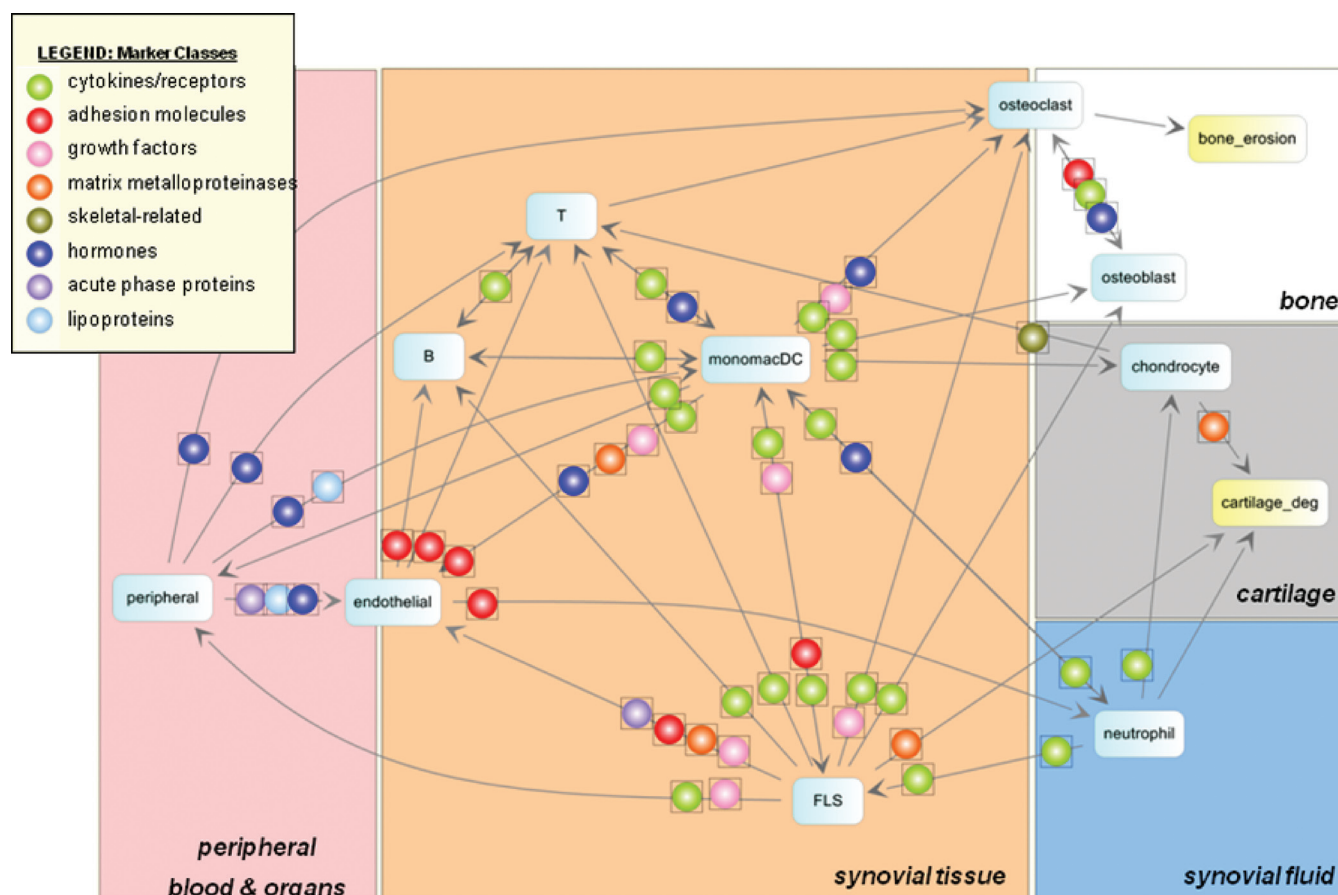 LEGEND: Marker Classes
cytokines/receptors
adhesion molecules
growth factors
matrix metalloproteinases
skeletal-related
hormones
acute phase proteins
lipoproteins
osteoclast
bone_erosion
T
osteoblast
bone
B
monomacDC
chondrocyte
cartilage_deg
cartilage
peripheral
endothelial
neutrophil
FLS
peripheral
blood & organs
synovial tissue
synovial fluid